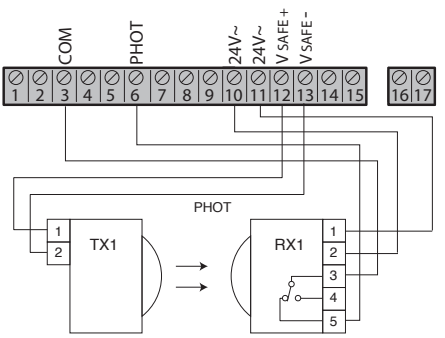 COM PHOT 24V~ 24V~ V SAFE + V SAFE -
1 2 3 4 5 6 7 8 9 10 11 12 13 14 15 16 17
PHOT
1 TX1 RX1 1
2 2
3
4
5